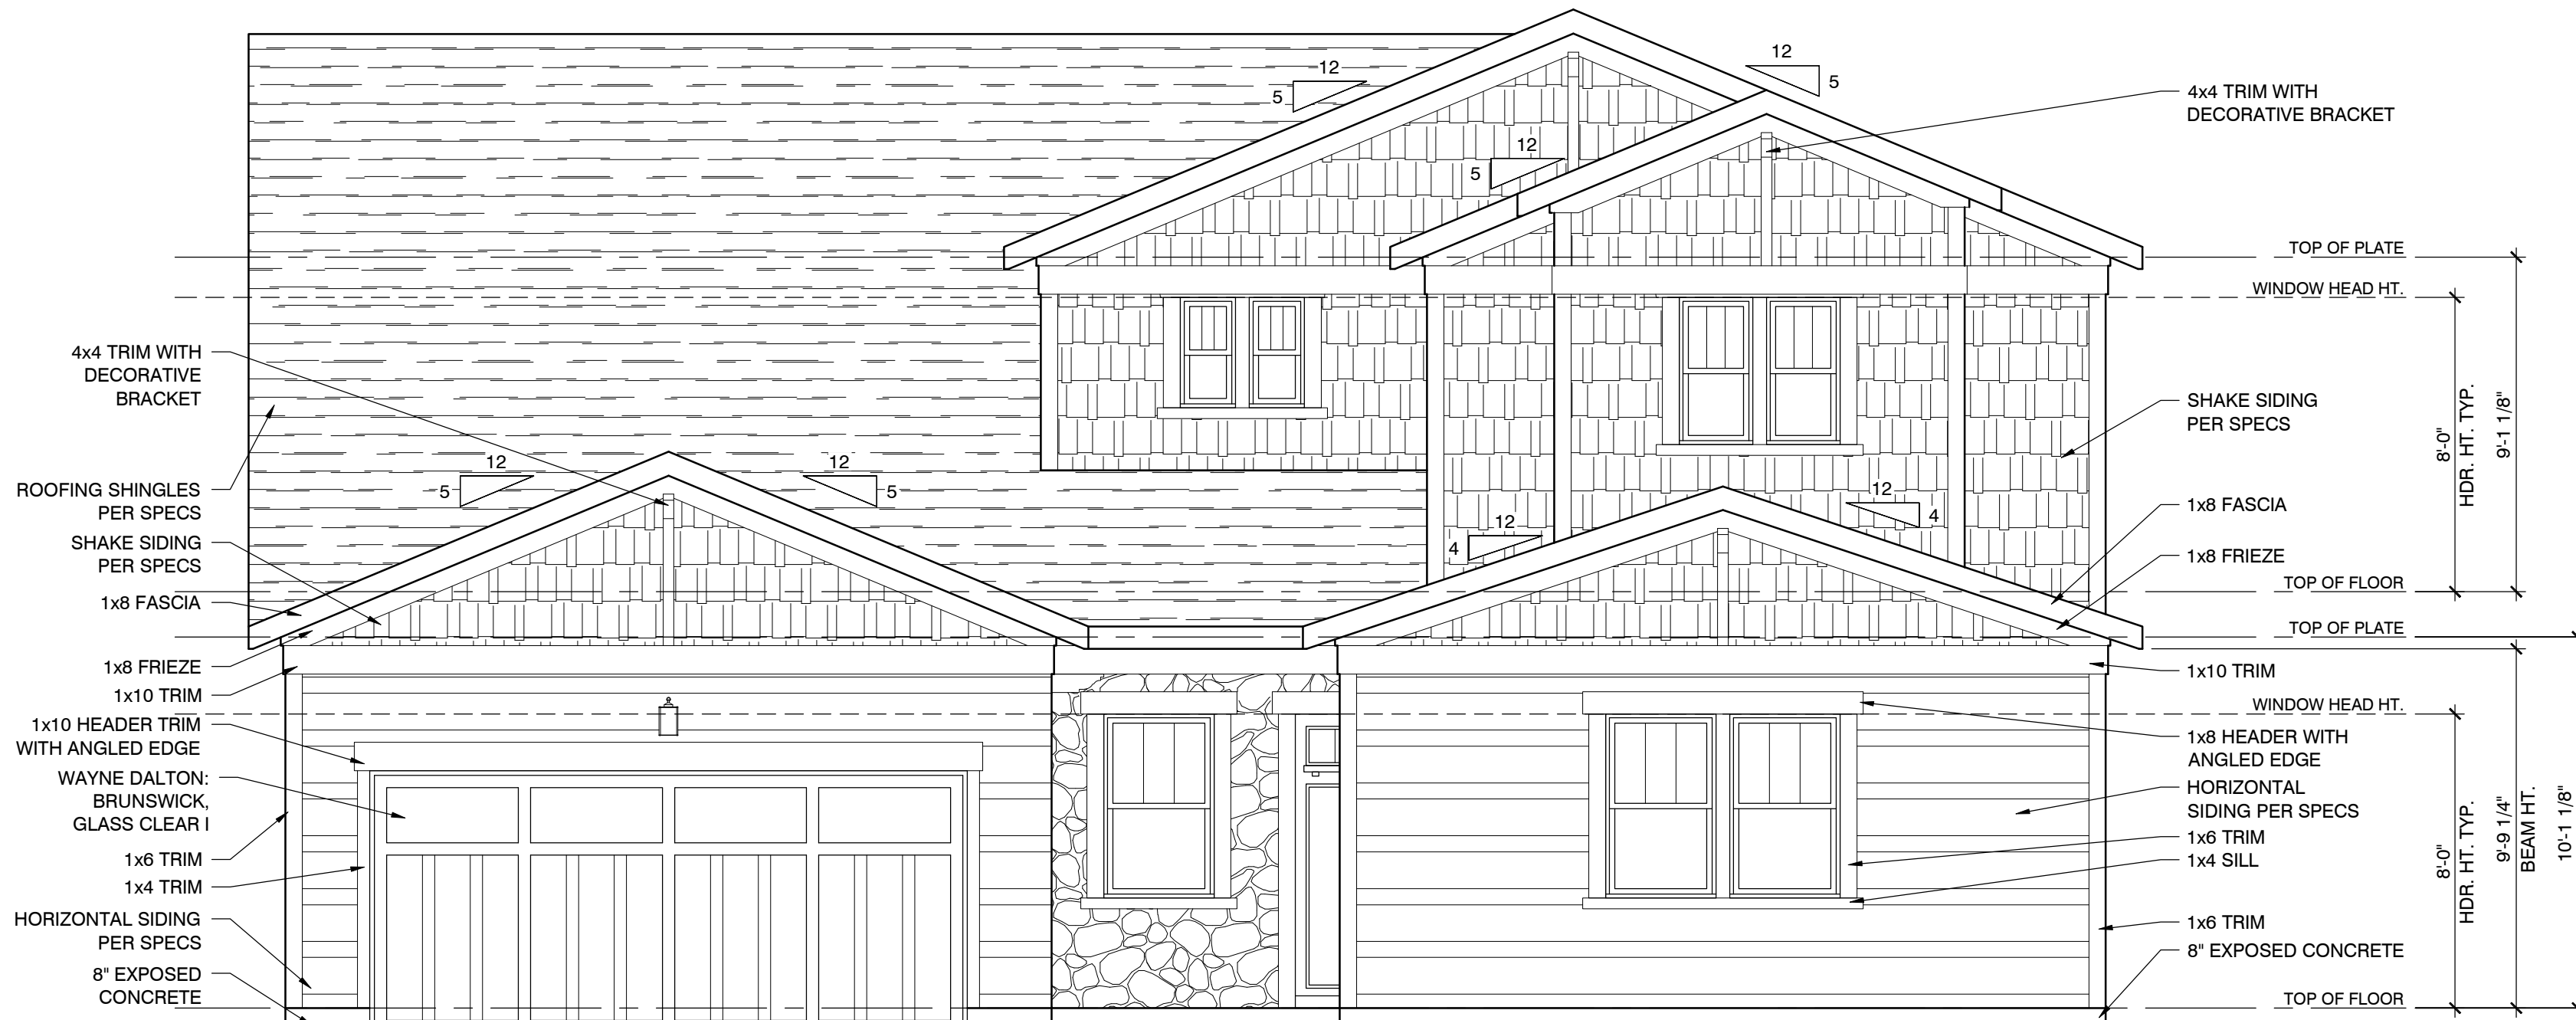 12
5
12
5
12
5
4x4 TRIM WITH
DECORATIVE BRACKET
TOP OF PLATE
WINDOW HEAD HT.
4x4 TRIM WITH
DECORATIVE
BRACKET
SHAKE SIDING
PER SPECS
8'-0"
HDR. HT. TYP.
9'-1 1/8"
ROOFING SHINGLES
PER SPECS
12
5
12
5
12
4
12
4
1x8 FASCIA
SHAKE SIDING
PER SPECS
1x8 FRIEZE
TOP OF FLOOR
1x8 FASCIA
TOP OF PLATE
1x8 FRIEZE
1x10 TRIM
1x10 TRIM
WINDOW HEAD HT.
1x10 HEADER TRIM
WITH ANGLED EDGE
1x8 HEADER WITH
ANGLED EDGE
WAYNE DALTON:
BRUNSWICK,
GLASS CLEAR I
HORIZONTAL
SIDING PER SPECS
1x6 TRIM
1x4 SILL
1x6 TRIM
1x4 TRIM
8'-0"
HDR. HT. TYP.
9'-9 1/4"
BEAM HT.
10'-1 1/8"
HORIZONTAL SIDING
PER SPECS
1x6 TRIM
8" EXPOSED CONCRETE
8" EXPOSED
CONCRETE
TOP OF FLOOR